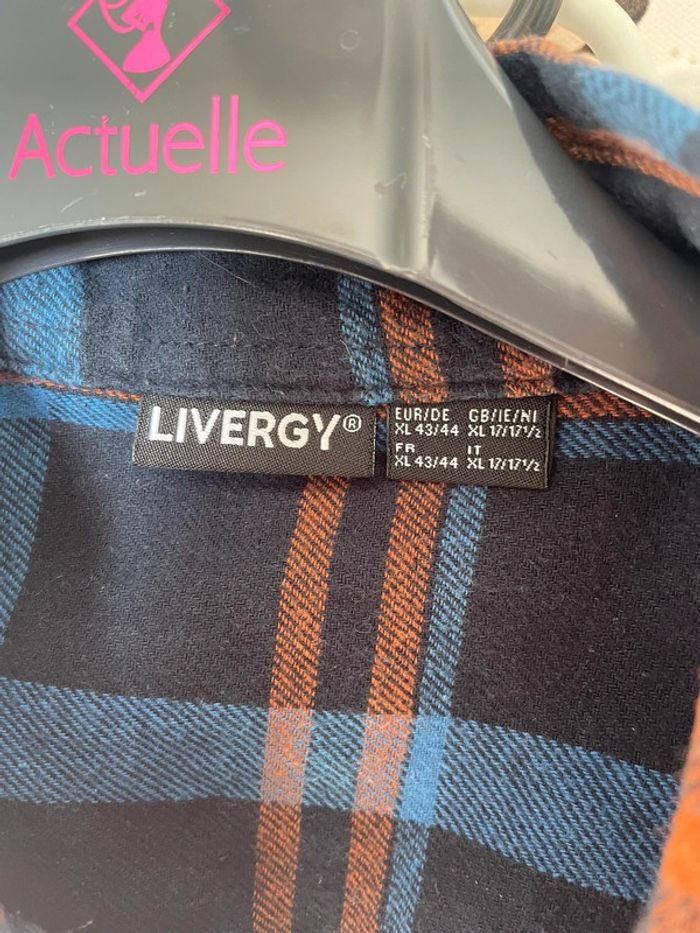 Actuelle
LIVERGY®
EUR/DE GB/IE/NI
XL 43/44 XL 17/17½
FR IT
XL 43/44 XL 17/17½